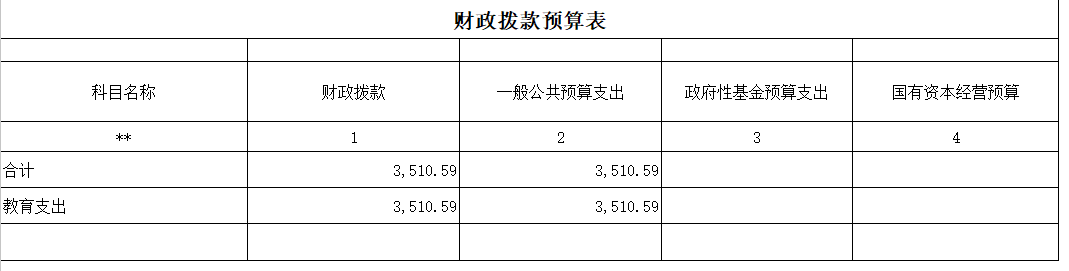 财政拨款预算表
科目名称 财政拨款 一般公共预算支出 政府性基金预算支出 国有资本经营预算
** 1 2 3 4
合计 3,510.59 3,510.59
教育支出 3,510.59 3,510.59